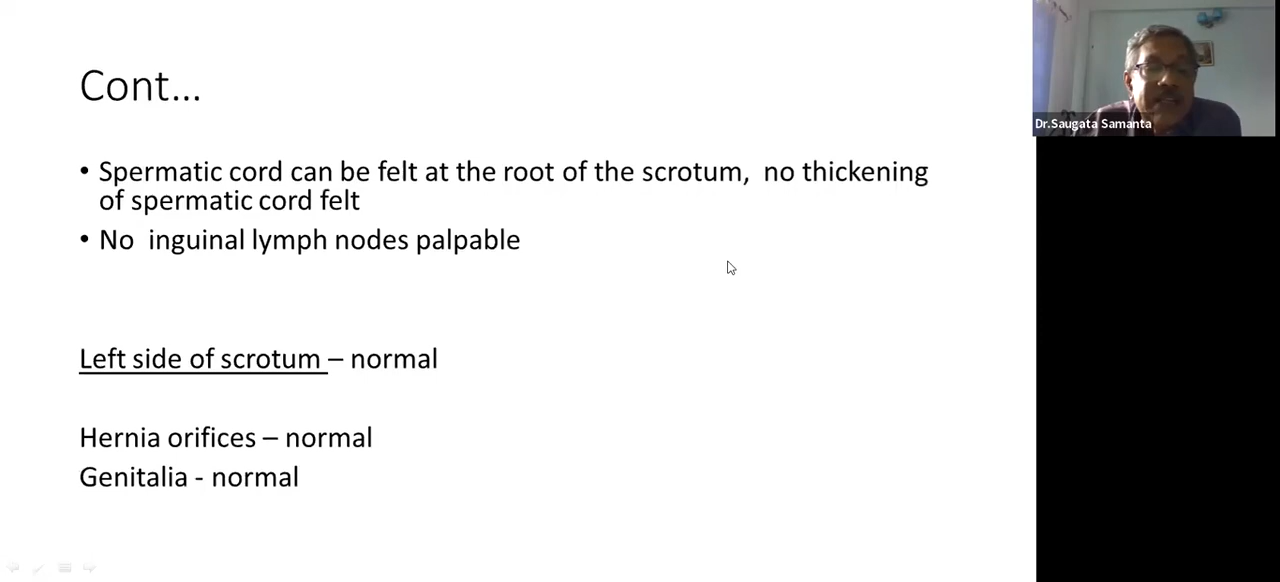 Cont...
• Spermatic cord can be felt at the root of the scrotum,  no thickening
of spermatic cord felt
• No  inguinal lymph nodes palpable
Left side of scrotum – normal
Hernia orifices – normal
Genitalia - normal
Dr.Saugata Samanta